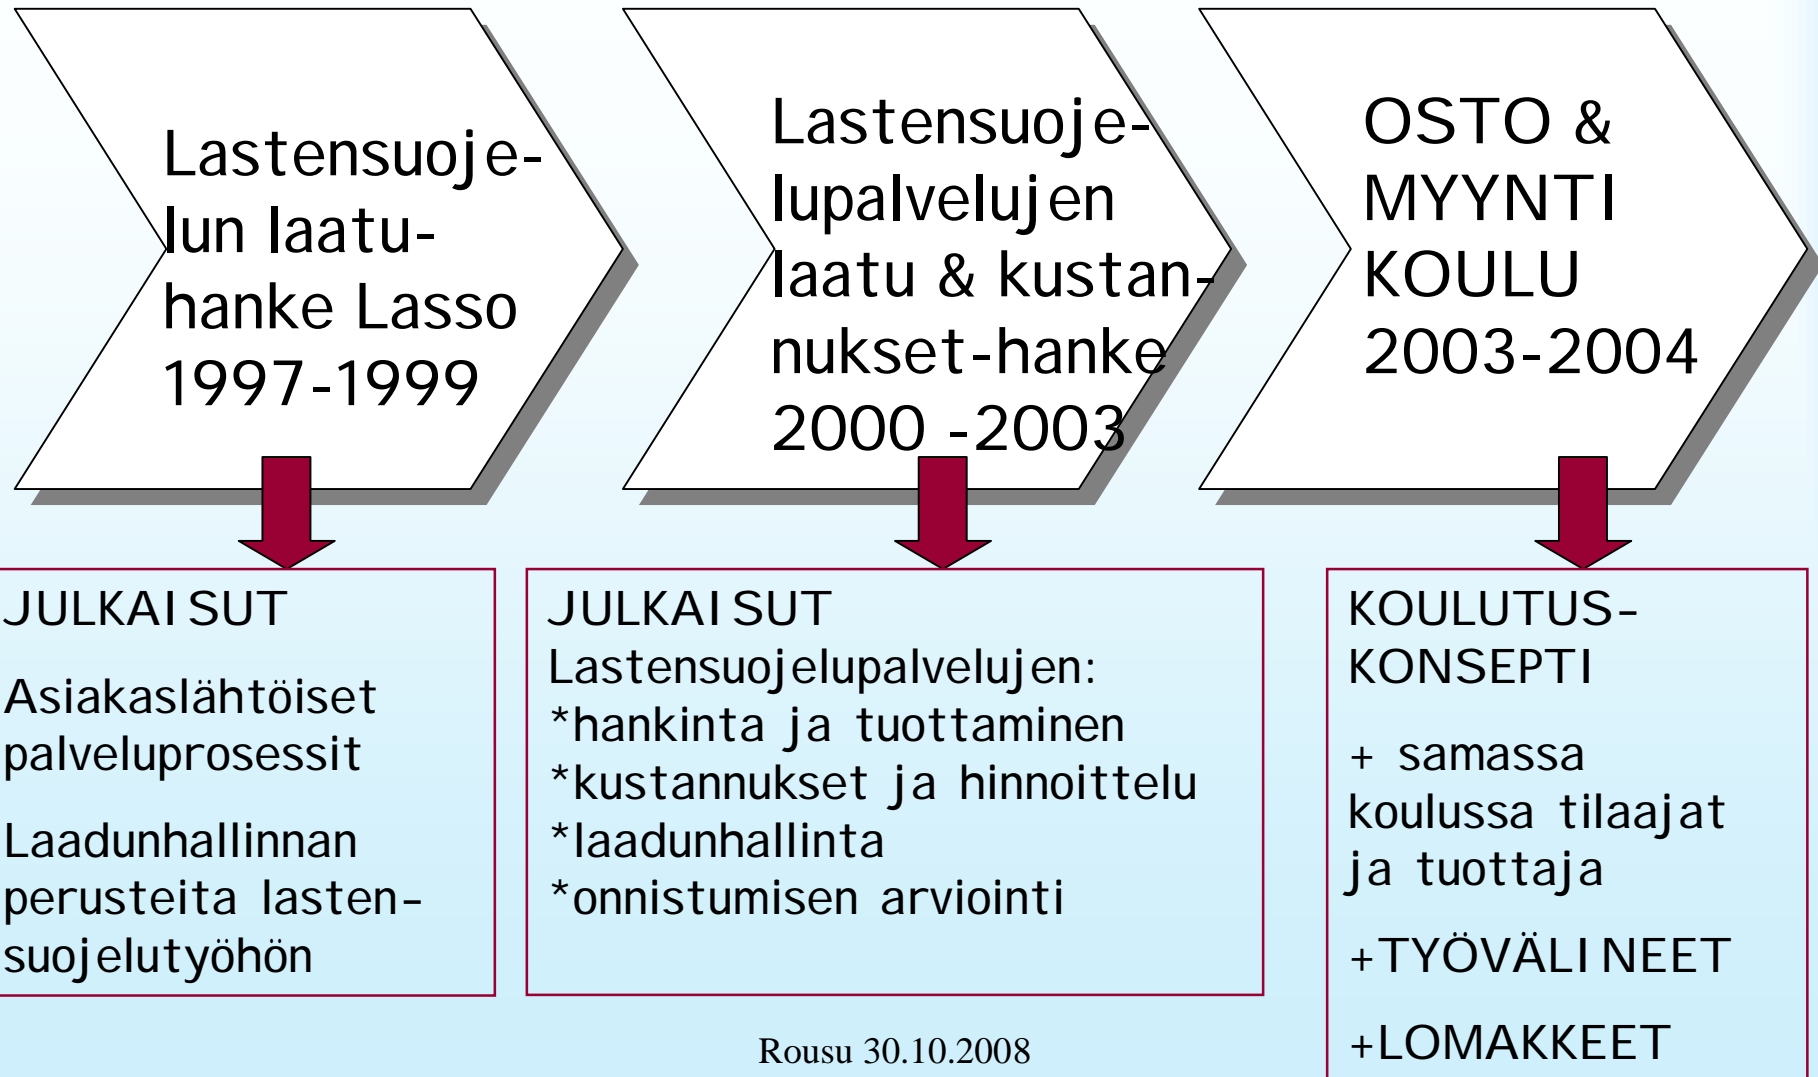 Lastensuoje-
lun laatu-
hanke Lasso
1997-1999
Lastensuoje-
lupalvelujen
laatu & kustan-
nukset-hanke
2000 -2003
OSTO &
MYYNTI
KOULU
2003-2004
JULKAISUT
Asiakaslähtöiset
palveluprosessit
Laadunhallinnan
perusteita lasten-
suojelutyöhön
JULKAISUT
Lastensuojelupalvelujen:
*hankinta ja tuottaminen
*kustannukset ja hinnoittelu
*laadunhallinta
*onnistumisen arviointi
KOULUTUS-
KONSEPTI
+ samassa
koulussa tilaajat
ja tuottaja
+TYÖVÄLINEET
+LOMAKKEET
Rousu 30.10.2008